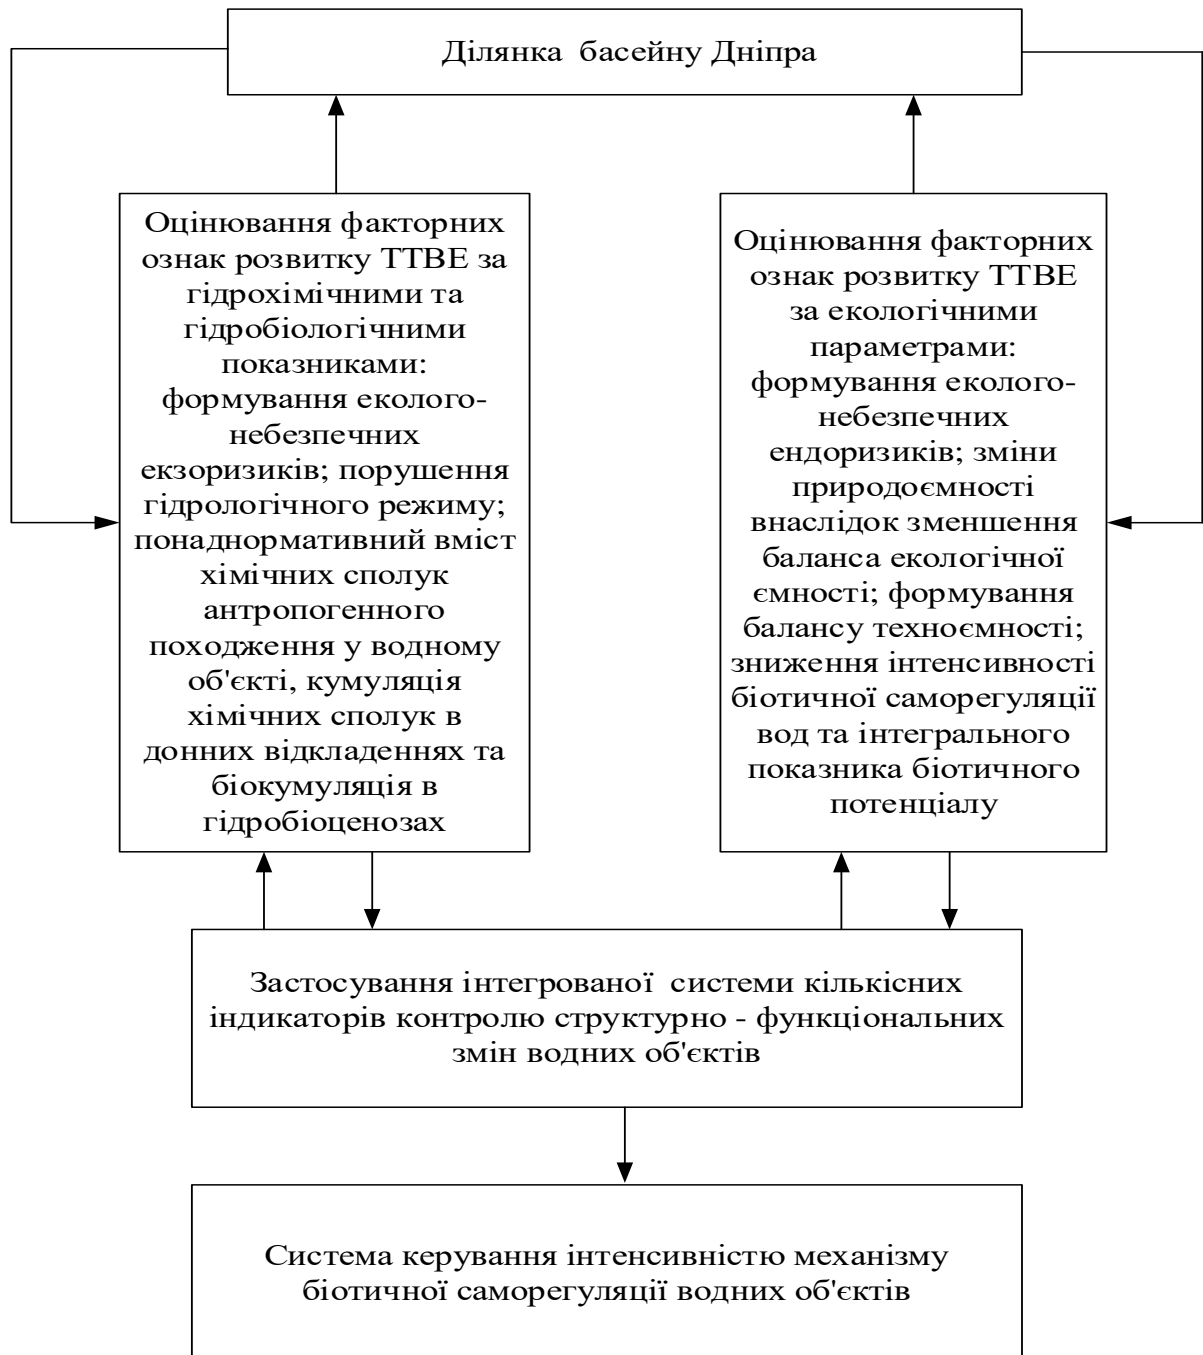 Ділянка басейну Дніпра
Оцінювання факторних
ознак розвитку ТТВЕ за
гідрохімічними та
гідробіологічними
показниками:
формування еколого-
небезпечних
екзоризиків; порушення
гідрологічного режиму;
понаднормативний вміст
хімічних сполук
антропогенного
походження у водному
об'єкті, кумуляція
хімічних сполук в
донних відкладеннях та
біокумуляція в
гідробіоценозах
Оцінювання факторних
ознак розвитку ТТВЕ
за екологічними
параметрами:
формування еколого-
небезпечних
ендоризиків; зміни
природоємності
внаслідок зменшення
баланса екологічної
ємності; формування
балансу техноємності;
зниження інтенсивності
біотичної саморегуляції
вод та інтегрального
показника біотичного
потенціалу
Застосування інтегрованої системи кількісних
індикаторів контролю структурно - функціональних
змін водних об'єктів
Система керування інтенсивністю механізму
біотичної саморегуляції водних об'єктів